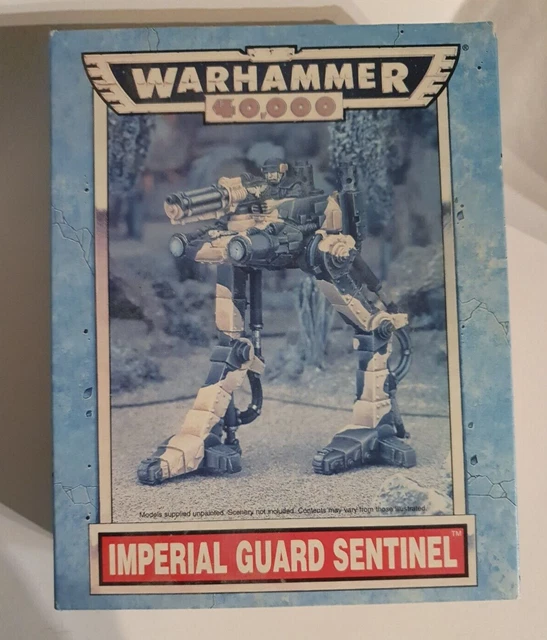 WARHAMMER®
40,000
Models supplied unpainted. Scenery not included. Contents may vary from those illustrated.
IMPERIAL GUARD SENTINEL™